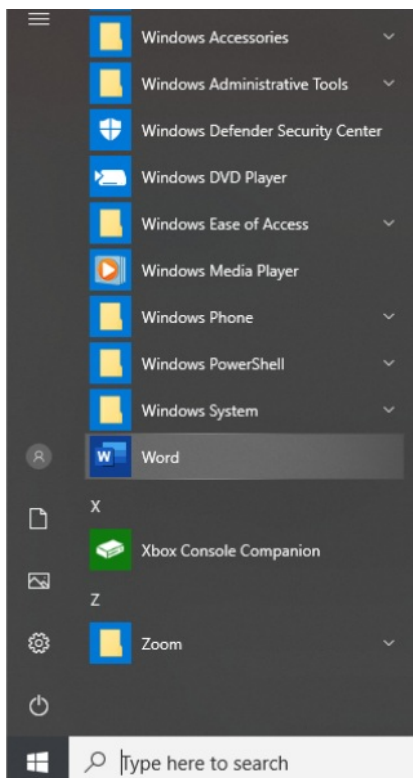 Windows Accessories
Windows Administrative Tools
Windows Defender Security Center
Windows DVD Player
Windows Ease of Access
Windows Media Player
Windows Phone
Windows PowerShell
Windows System
W
Word
X
Xbox Console Companion
Z
Zoom
Type here to search